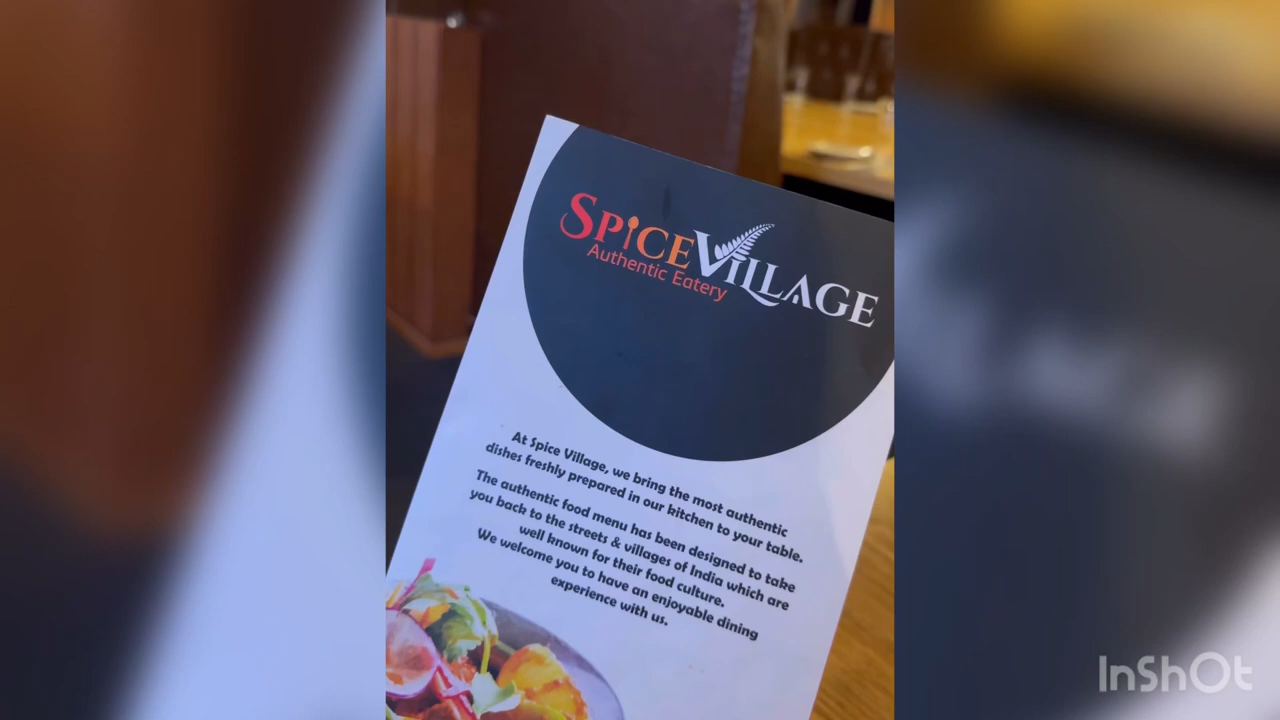 SPICE VILLAGE
Authentic Eatery
At Spice Village, we bring the most authentic
dishes freshly prepared in our kitchen to your table.
The authentic food menu has been designed to take
you back to the streets & villages of India which are
well known for their food culture.
We welcome you to have an enjoyable dining
experience with us.
InShOt